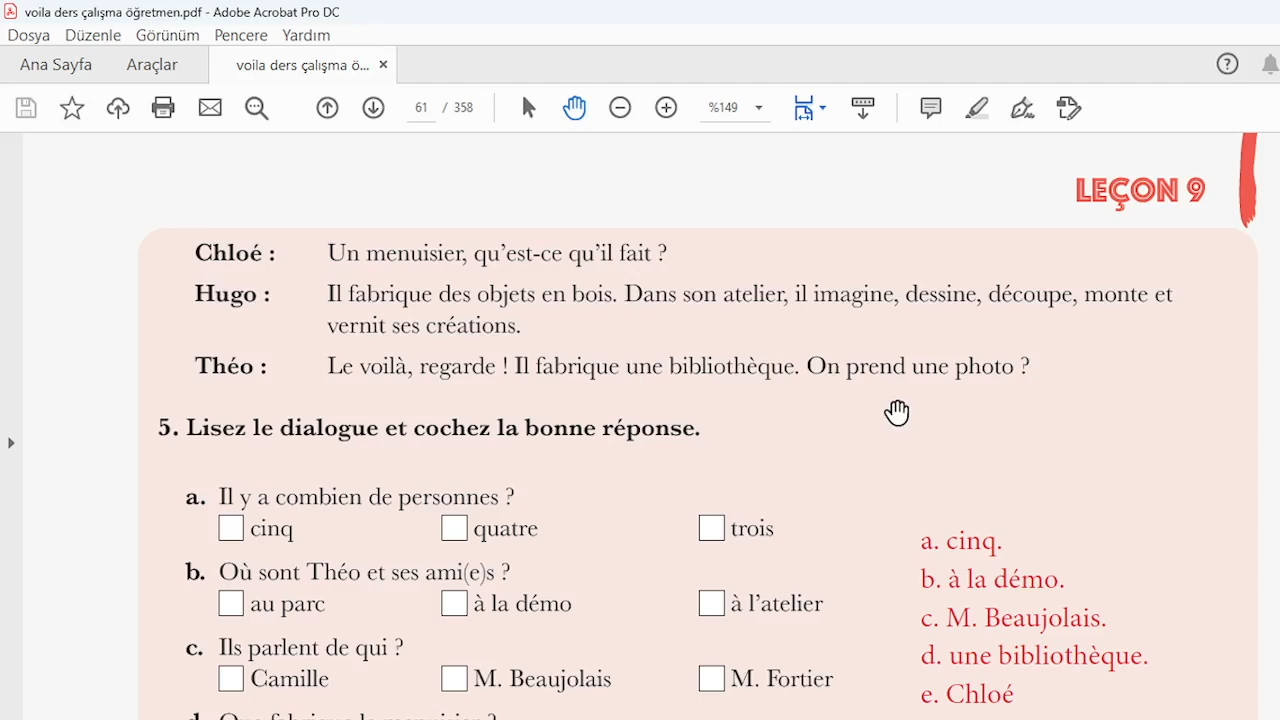 voila ders çalışma öğretmen.pdf - Adobe Acrobat Pro DC
Dosya Düzenle Görünüm Pencere Yardım
Ana Sayfa Araçlar voila ders çalışma ö... ×
61 / 358 %149
LEÇON 9
Chloé : Un menuisier, qu'est-ce qu'il fait ?
Hugo : Il fabrique des objets en bois. Dans son atelier, il imagine, dessine, découpe, monte et
vernit ses créations.
Théo : Le voilà, regarde ! Il fabrique une bibliothèque. On prend une photo ?
5. Lisez le dialogue et cochez la bonne réponse.
a. Il y a combien de personnes ?
cinq quatre trois
b. Où sont Théo et ses ami(e)s ?
au parc à la démo à l'atelier
c. Ils parlent de qui ?
Camille M. Beaujolais M. Fortier
d. Que fabrique le menuisier ?
a. cinq.
b. à la démo.
c. M. Beaujolais.
d. une bibliothèque.
e. Chloé